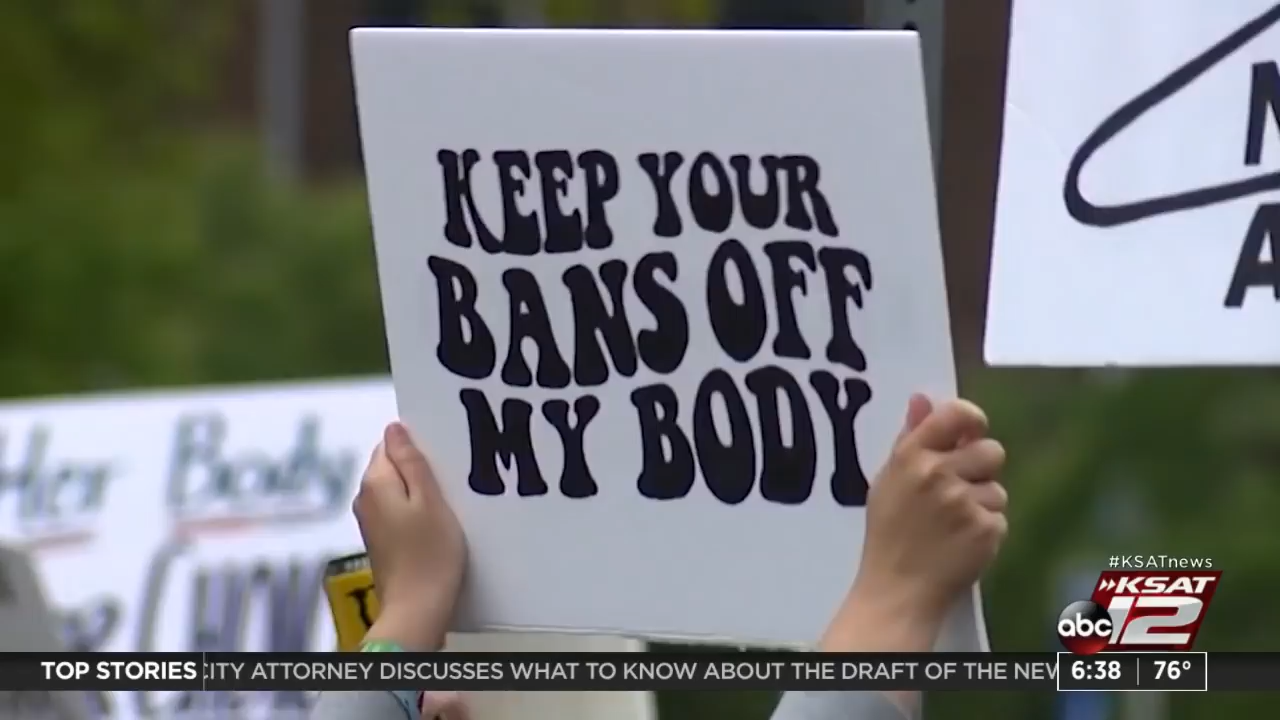 KEEP YOUR
BANS OFF
MY BODY
Her Body
#KSATnews
KSAT
abc 12
TOP STORIES CITY ATTORNEY DISCUSSES WHAT TO KNOW ABOUT THE DRAFT OF THE NEW
6:38 76°